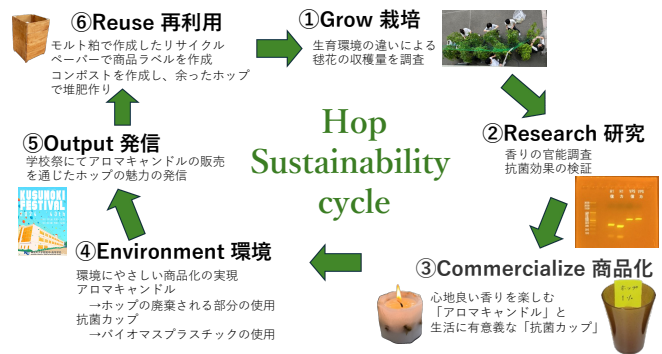 ⑥Reuse 再利用
モルト粕で作成したリサイクル
ペーパーで商品ラベルを作成
コンポストを作成し、余ったホップ
で堆肥作り
①Grow 栽培
生育環境の違いによる
毬花の収穫量を調査
②Research 研究
香りの官能調査
抗菌効果の検証
Hop
Sustainability
cycle
③Commercialize 商品化
心地良い香りを楽しむ
「アロマキャンドル」と
生活に有意義な「抗菌カップ」
④Environment 環境
環境にやさしい商品化の実現
アロマキャンドル
→ホップの廃棄される部分の使用
抗菌カップ
→バイオマスプラスチックの使用
⑤Output 発信
学校祭にてアロマキャンドルの販売
を通じたホップの魅力の発信
KUSUNOKI
FESTIVAL